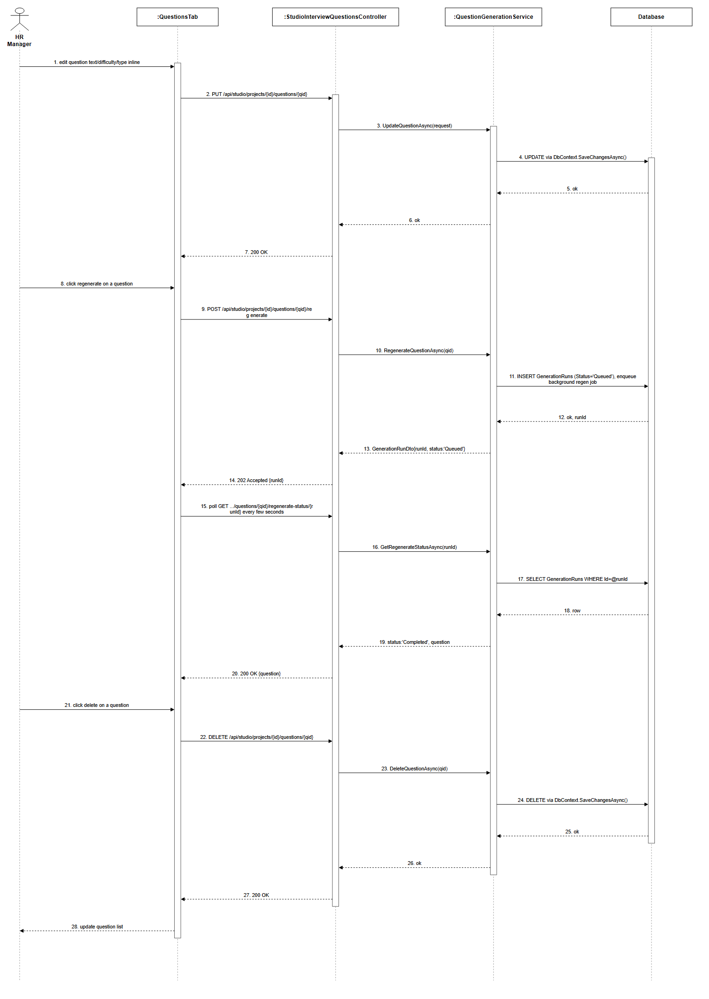 :QuestionsTab
:StudioInterviewQuestionsController
:QuestionGenerationService
Database
HR
Manager
1. edit question text/difficulty/type inline
2. PUT /api/studio/projects/{id}/questions/{qid}
3. UpdateQuestionAsync(request)
4. UPDATE via DbContext.SaveChangesAsync()
5. ok
6. ok
7. 200 OK
8. click regenerate on a question
9. POST /api/studio/projects/{id}/questions/{qid}/re
g enerate
10. RegenerateQuestionAsync(qid)
11. INSERT GenerationRuns (Status='Queued'), enqueue
background regen job
12. ok, runId
13. GenerationRunDto{runId, status:'Queued'}
14. 202 Accepted {runId}
15. poll GET .../questions/{qid}/regenerate-status/{r
unId} every few seconds
16. GetRegenerateStatusAsync(runId)
17. SELECT GenerationRuns WHERE Id=@runId
18. row
19. status:'Completed', question
20. 200 OK {question}
21. click delete on a question
22. DELETE /api/studio/projects/{id}/questions/{qid}
23. DeleteQuestionAsync(qid)
24. DELETE via DbContext.SaveChangesAsync()
25. ok
26. ok
27. 200 OK
28. update question list